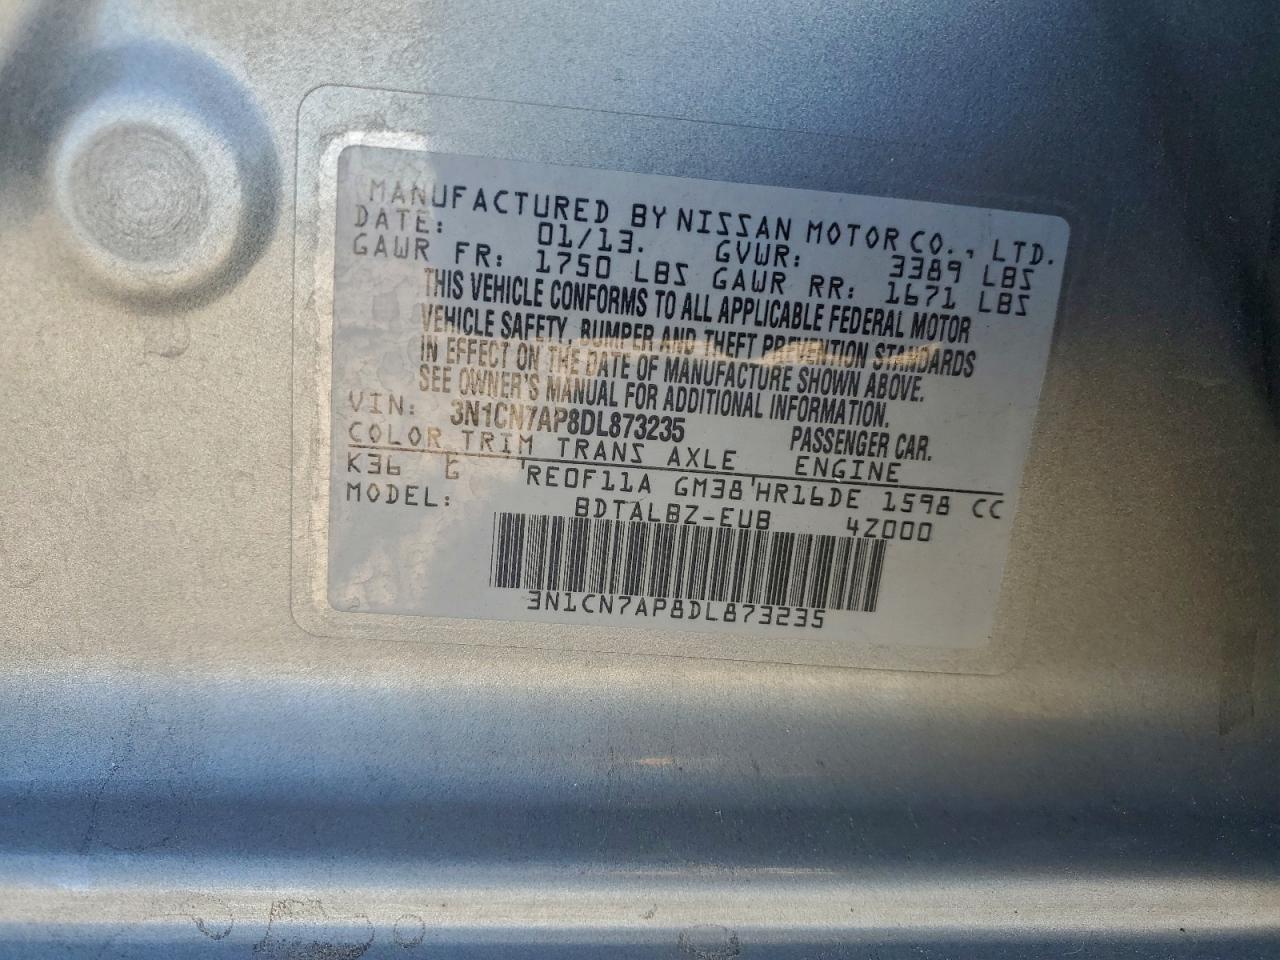 MANUFACTURED BY NISSAN MOTOR CO., LTD.
DATE: 01/13. GVWR: 3389 LBS
GAWR FR: 1750 LBS GAWR RR: 1671 LBS
THIS VEHICLE CONFORMS TO ALL APPLICABLE FEDERAL MOTOR
VEHICLE SAFETY, BUMPER AND THEFT PREVENTION STANDARDS
IN EFFECT ON THE DATE OF MANUFACTURE SHOWN ABOVE.
SEE OWNER'S MANUAL FOR ADDITIONAL INFORMATION.
VIN: 3N1CN7AP8DL873235 PASSENGER CAR.
COLOR TRIM TRANS AXLE ENGINE
K36 G RE0F11A GM38 HR16DE 1598 CC
MODEL: BDTALBZ-EUB 4Z000
3N1CN7AP8DL873235